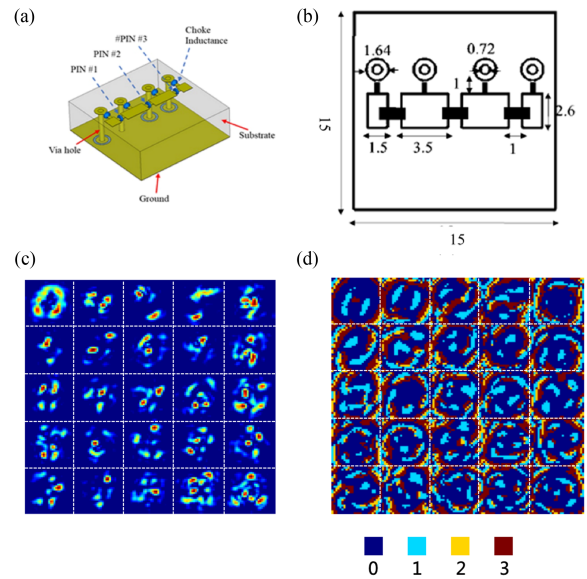 (a)
#PIN #3
Choke
Inductance
PIN #2
PIN #1
Via hole
Substrate
Ground
(b)
1.64
0.72
1
2.6
15
1.5
3.5
1
15
(c)
(d)
0
1
2
3